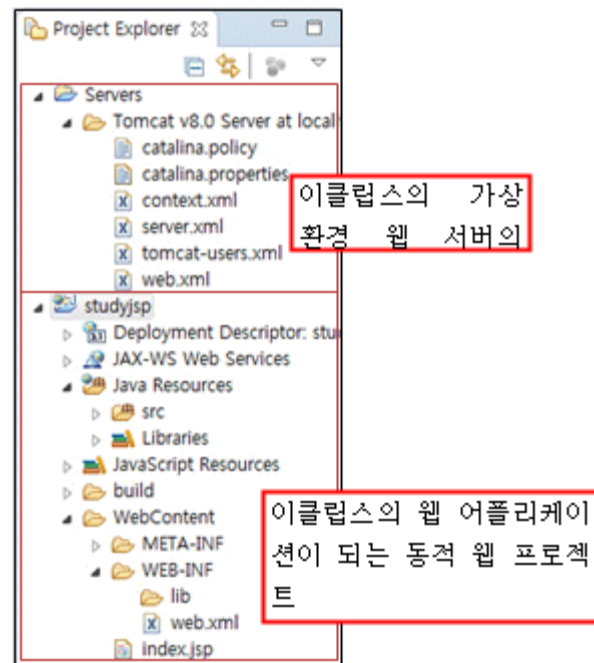 Project Explorer
Servers
Tomcat v8.0 Server at local
catalina.policy
catalina.properties
context.xml
server.xml
tomcat-users.xml
web.xml
이클립스의 가상
환경 웹 서버의
studyjsp
Deployment Descriptor: stu
JAX-WS Web Services
Java Resources
src
Libraries
JavaScript Resources
build
WebContent
META-INF
WEB-INF
lib
web.xml
index.jsp
이클립스의 웹 어플리케이
션이 되는 동적 웹 프로젝
트